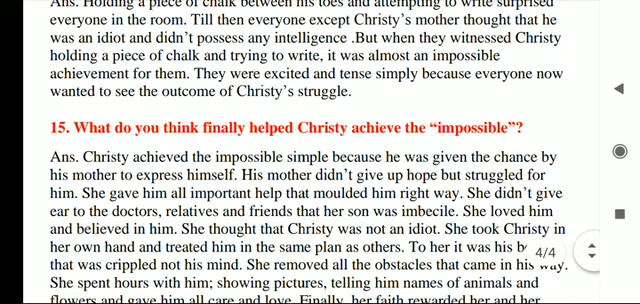 Ans. Holding a piece of chalk between his toes and attempting to write surprised
everyone in the room. Till then everyone except Christy’s mother thought that he
was an idiot and didn’t possess any intelligence .But when they witnessed Christy
holding a piece of chalk and trying to write, it was almost an impossible
achievement for them. They were excited and tense simply because everyone now
wanted to see the outcome of Christy’s struggle.
15. What do you think finally helped Christy achieve the “impossible”?
Ans. Christy achieved the impossible simple because he was given the chance by
his mother to express himself. His mother didn’t give up hope but struggled for
him. She gave him all important help that moulded him right way. She didn’t give
ear to the doctors, relatives and friends that her son was imbecile. She loved him
and believed in him. She thought that Christy was not an idiot. She took Christy in
her own hand and treated him in the same plan as others. To her it was his
4/4
that was crippled not his mind. She removed all the obstacles that came in his way.
She spent hours with him; showing pictures, telling him names of animals and
flowers and gave him all care and love. Finally, her faith rewarded her and her